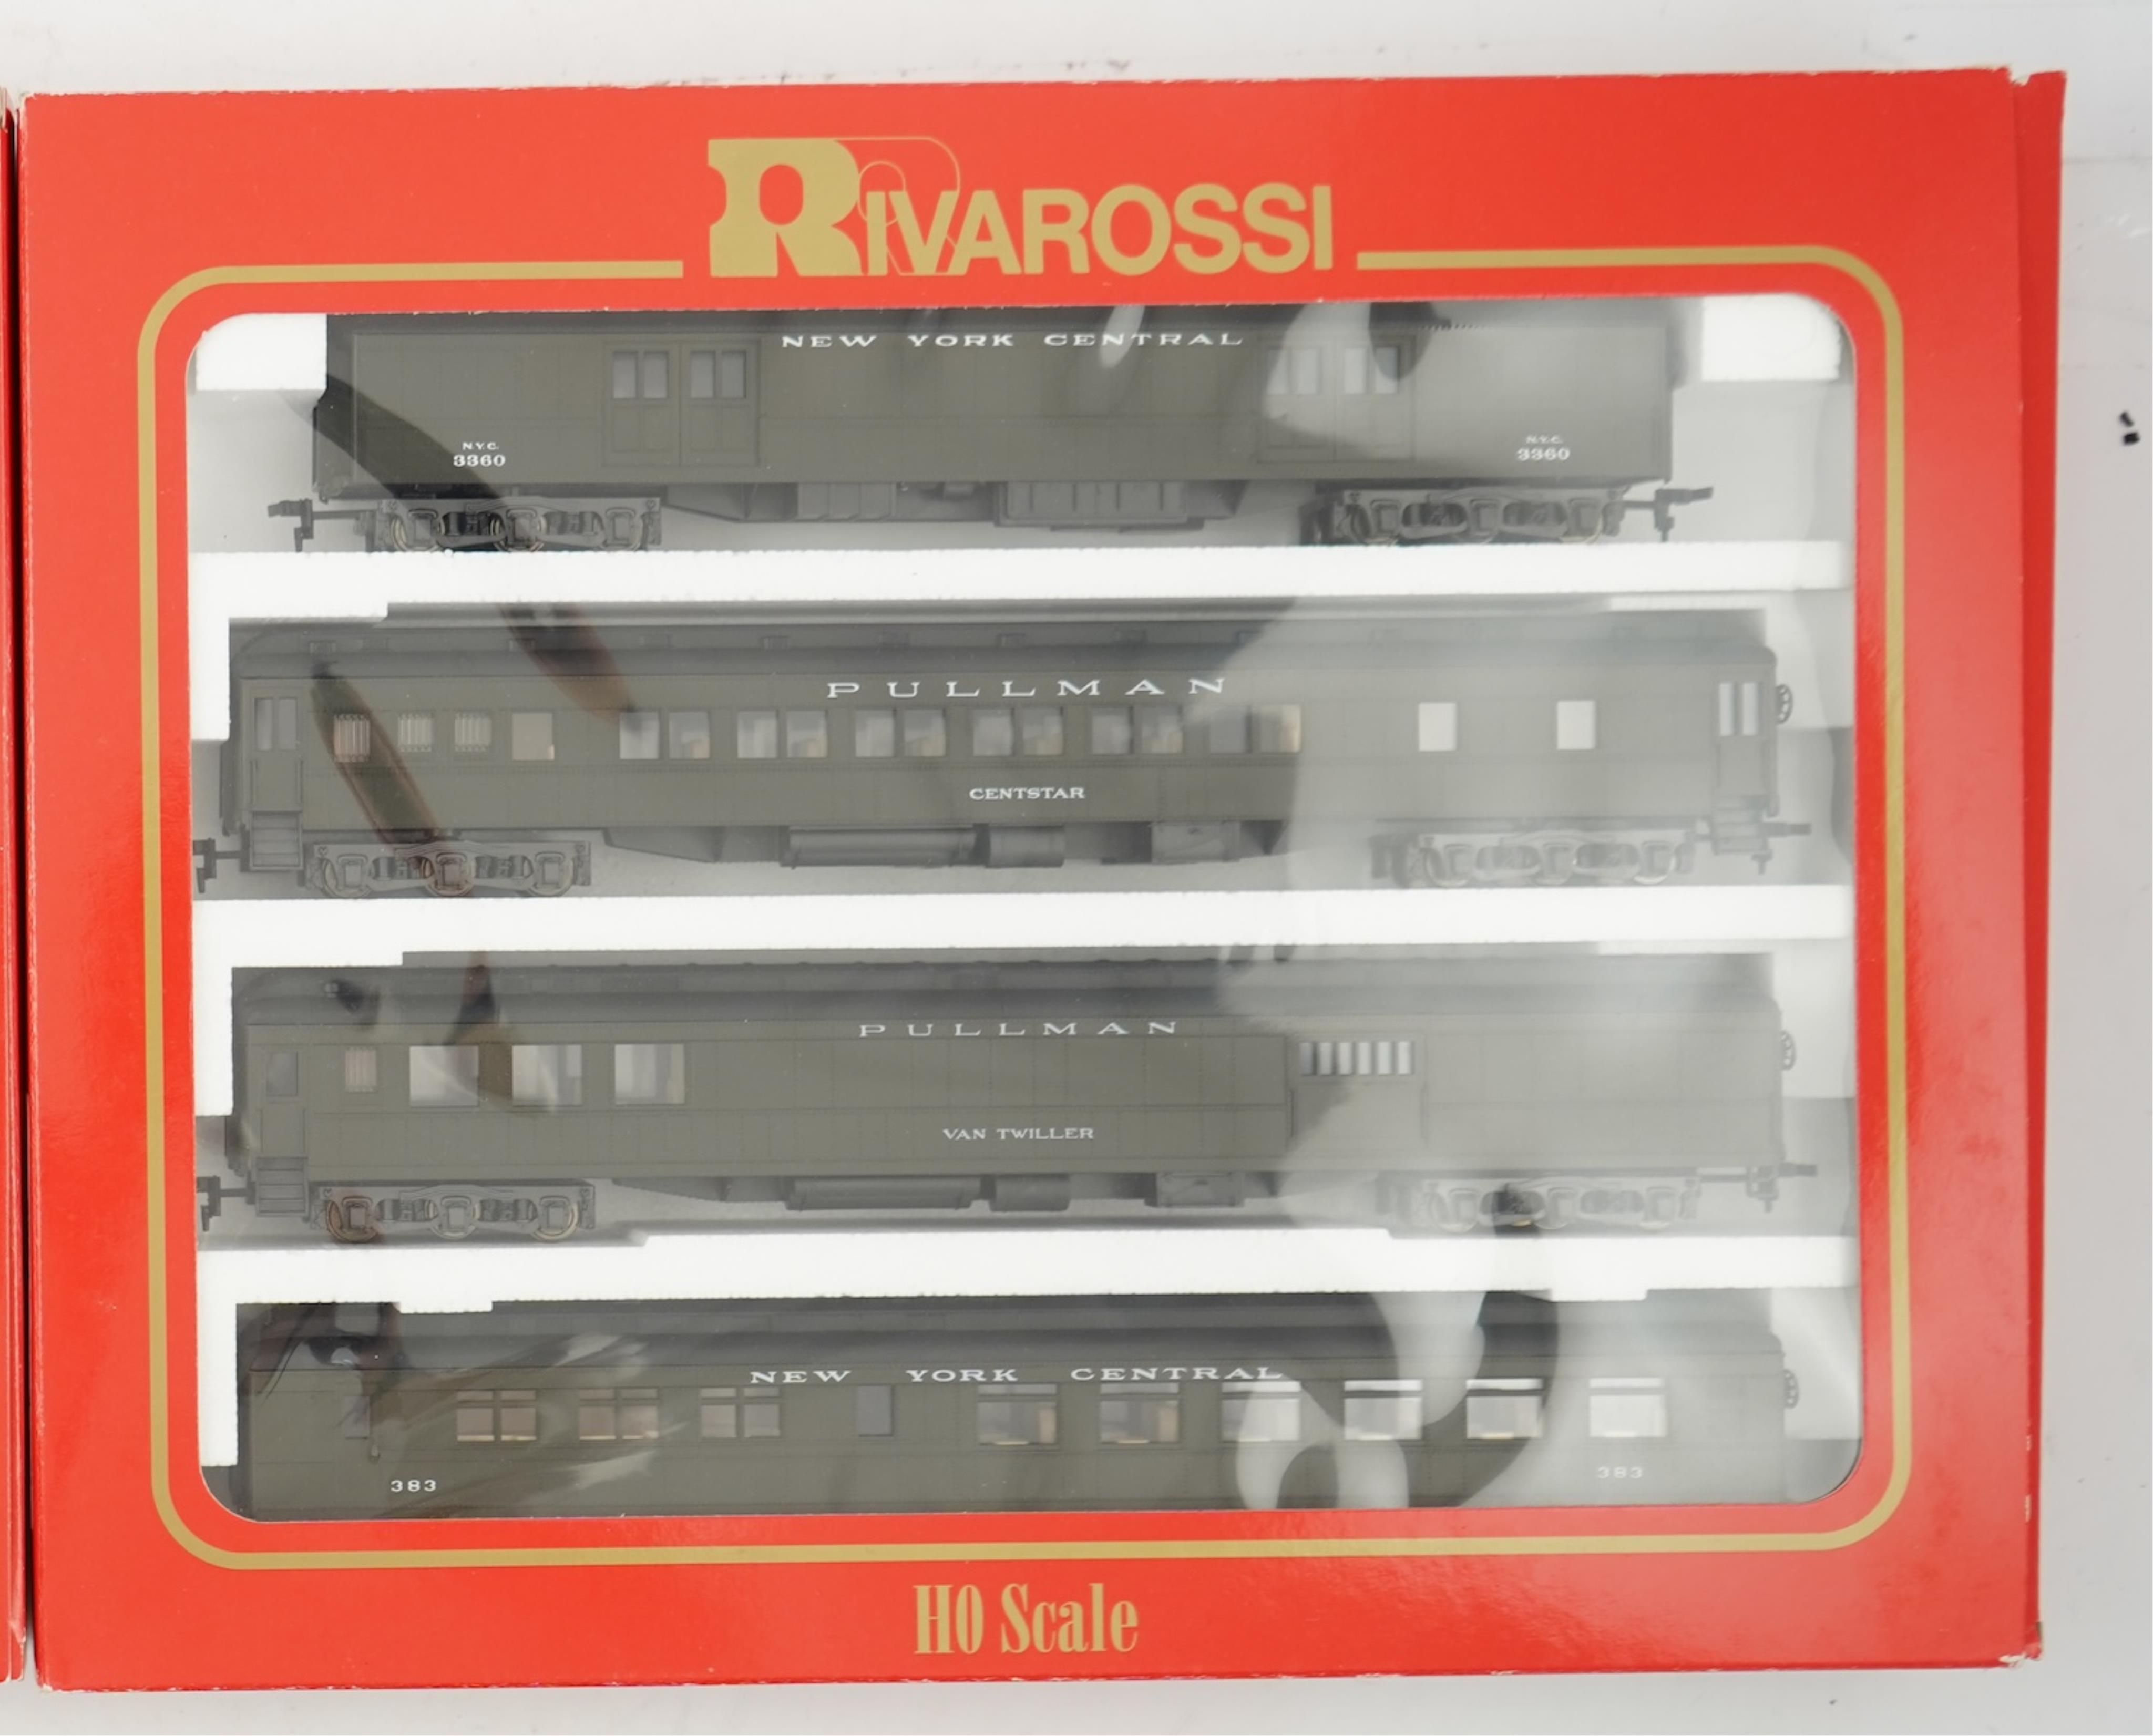 RIVAROSSI
NEW YORK CENTRAL
N.Y.C. N.Y.C.
3360 3360
PULLMAN
CENTSTAR
PULLMAN
VAN TWILLER
NEW YORK CENTRAL
383 383
HO Scale